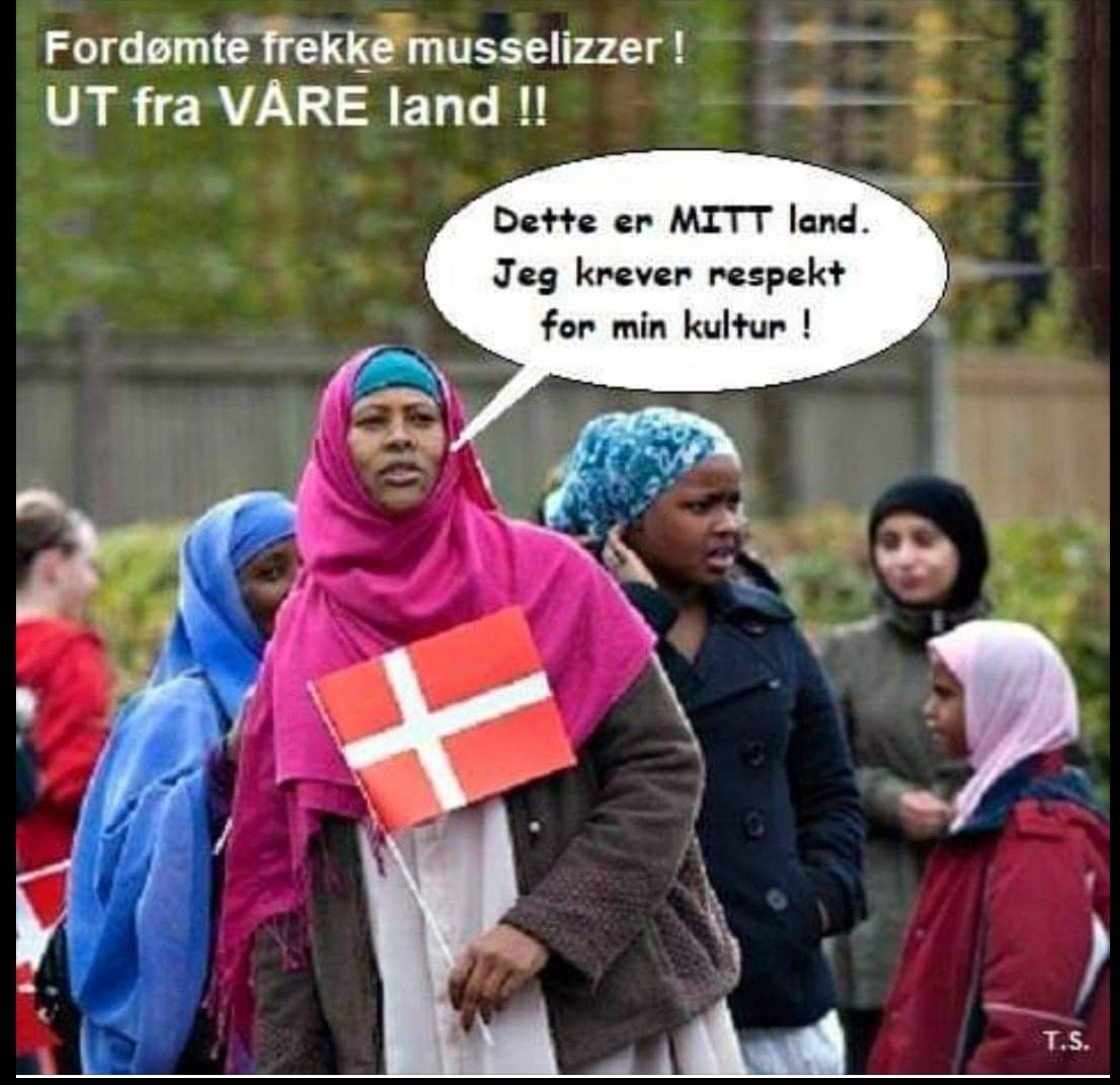 Fordømte frekke musselizzer !
UT fra VÅRE land !!
Dette er MITT land.
Jeg krever respekt
for min kultur !
T.S.